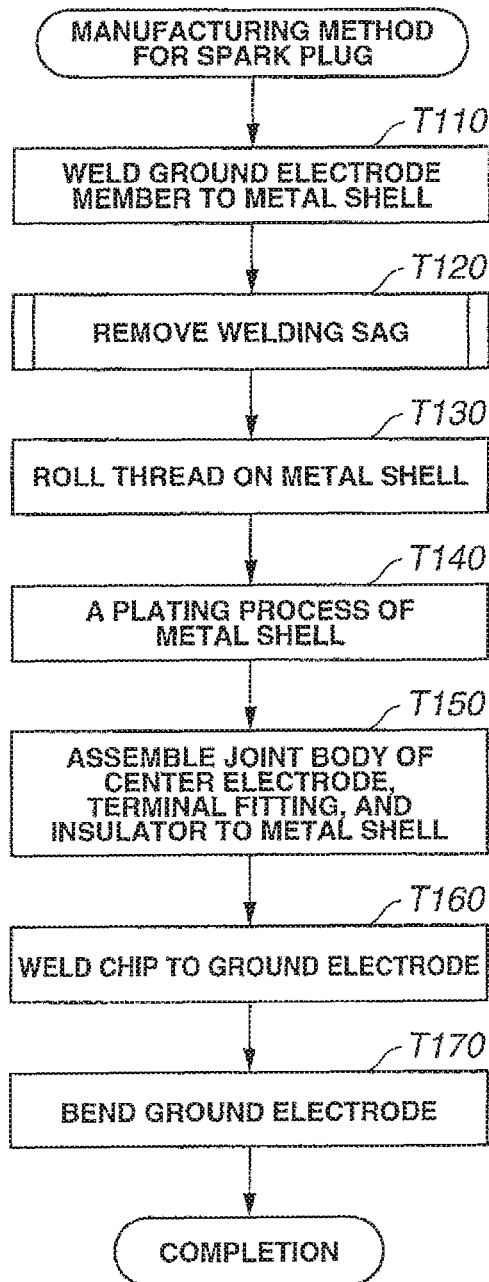 MANUFACTURING METHOD
FOR SPARK PLUG
T110
WELD GROUND ELECTRODE
MEMBER TO METAL SHELL
T120
REMOVE WELDING SAG
T130
ROLL THREAD ON METAL SHELL
T140
A PLATING PROCESS OF
METAL SHELL
T150
ASSEMBLE JOINT BODY OF
CENTER ELECTRODE,
TERMINAL FITTING, AND
INSULATOR TO METAL SHELL
T160
WELD CHIP TO GROUND ELECTRODE
T170
BEND GROUND ELECTRODE
COMPLETION